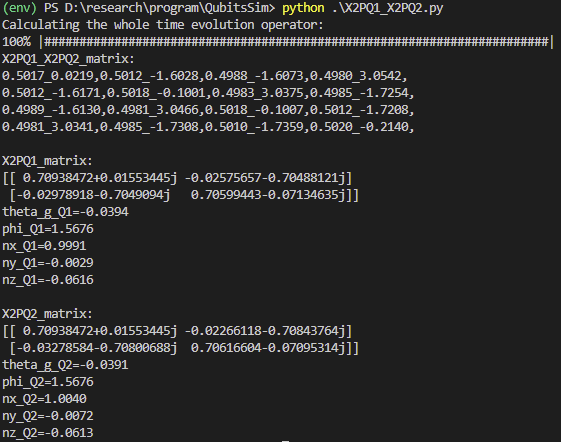 (env) PS D:\research\program\QubitsSim> python .\X2PQ1_X2PQ2.py
Calculating the whole time evolution operator:
100% |########################################################################|
X2PQ1_X2PQ2_matrix:
0.5017_0.0219,0.5012_-1.6028,0.4988_-1.6073,0.4980_3.0542,
0.5012_-1.6171,0.5018_-0.1001,0.4983_3.0375,0.4985_-1.7254,
0.4989_-1.6130,0.4981_3.0466,0.5018_-0.1007,0.5012_-1.7208,
0.4981_3.0341,0.4985_-1.7308,0.5010_-1.7359,0.5020_-0.2140,
X2PQ1_matrix:
[[ 0.70938472+0.01553445j -0.02575657-0.70488121j]
 [-0.02978918-0.7049094j   0.70599443-0.07134635j]]
theta_g_Q1=-0.0394
phi_Q1=1.5676
nx_Q1=0.9991
ny_Q1=-0.0029
nz_Q1=-0.0616
X2PQ2_matrix:
[[ 0.70938472+0.01553445j -0.02266118-0.70843764j]
 [-0.03278584-0.70800688j  0.70616604-0.07095314j]]
theta_g_Q2=-0.0391
phi_Q2=1.5676
nx_Q2=1.0040
ny_Q2=-0.0072
nz_Q2=-0.0613